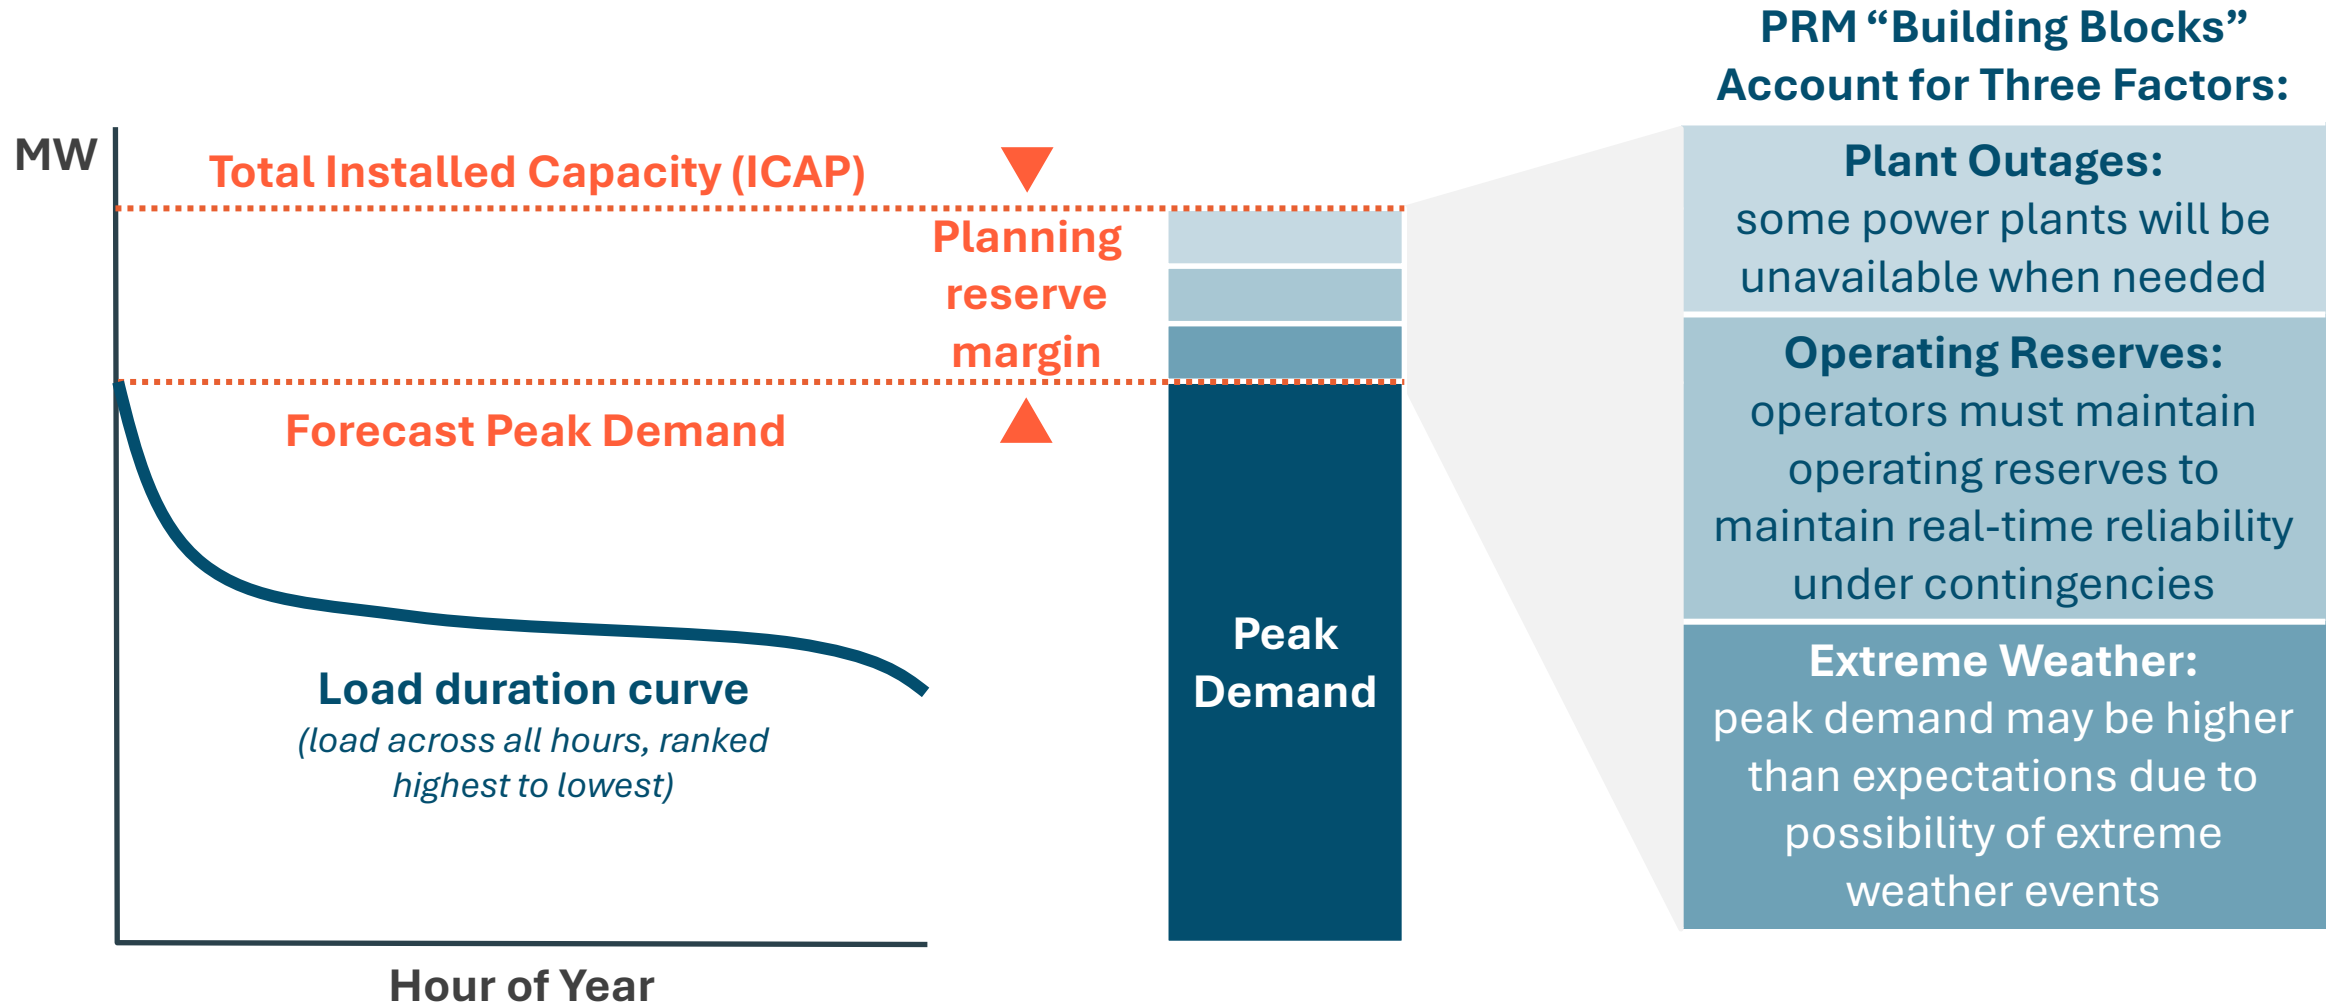 PRM “Building Blocks”
Account for Three Factors:
MW
Total Installed Capacity (ICAP)
Planning
reserve
margin
Forecast Peak Demand
Load duration curve
(load across all hours, ranked
highest to lowest)
Hour of Year
Peak
Demand
Plant Outages:
some power plants will be
unavailable when needed
Operating Reserves:
operators must maintain
operating reserves to
maintain real-time reliability
under contingencies
Extreme Weather:
peak demand may be higher
than expectations due to
possibility of extreme
weather events